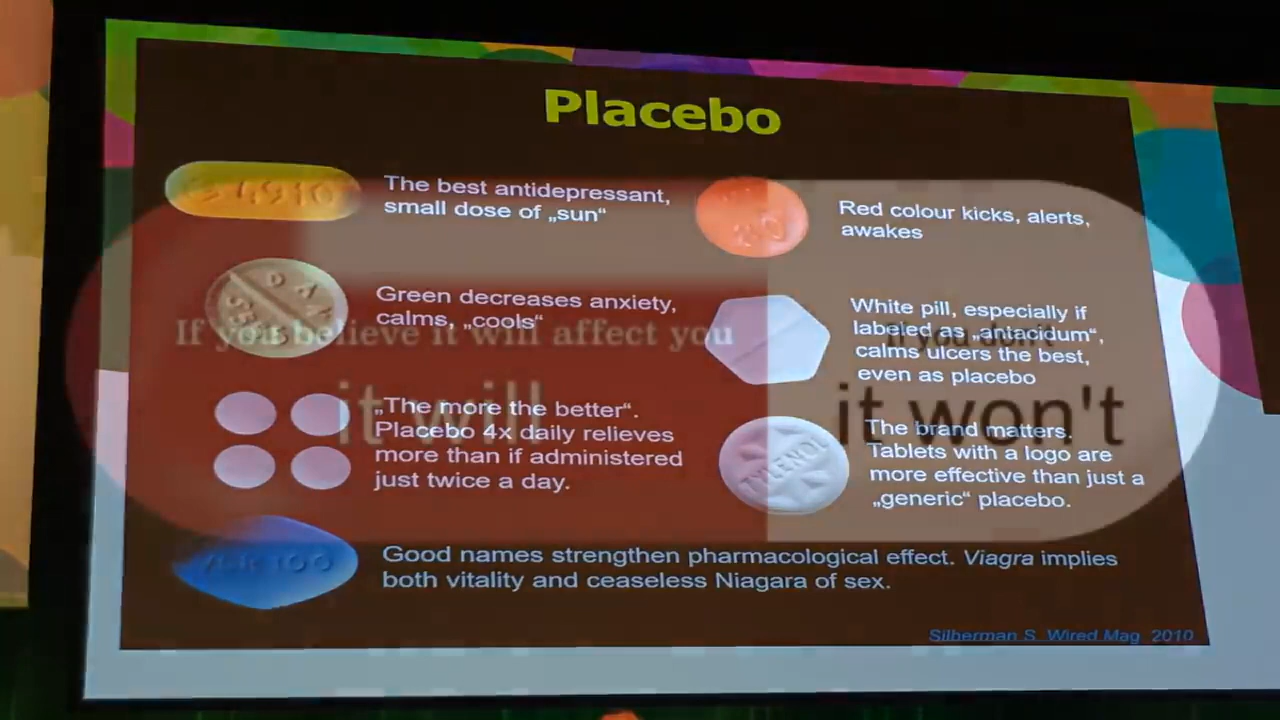 Placebo
The best antidepressant,
small dose of „sun“
Red colour kicks, alerts,
awakes
Green decreases anxiety,
calms, „cools“
White pill, especially if
labeled as „antacidum“,
calms ulcers the best,
even as placebo
„The more the better“.
Placebo 4x daily relieves
more than if administered
just twice a day.
The brand matters.
Tablets with a logo are
more effective than just a
„generic“ placebo.
TYLENOL
Good names strengthen pharmacological effect. Viagra implies
both vitality and ceaseless Niagara of sex.
Silberman S. Wired Mag 2010
If you believe it will affect you
it will
If you don't
it won't